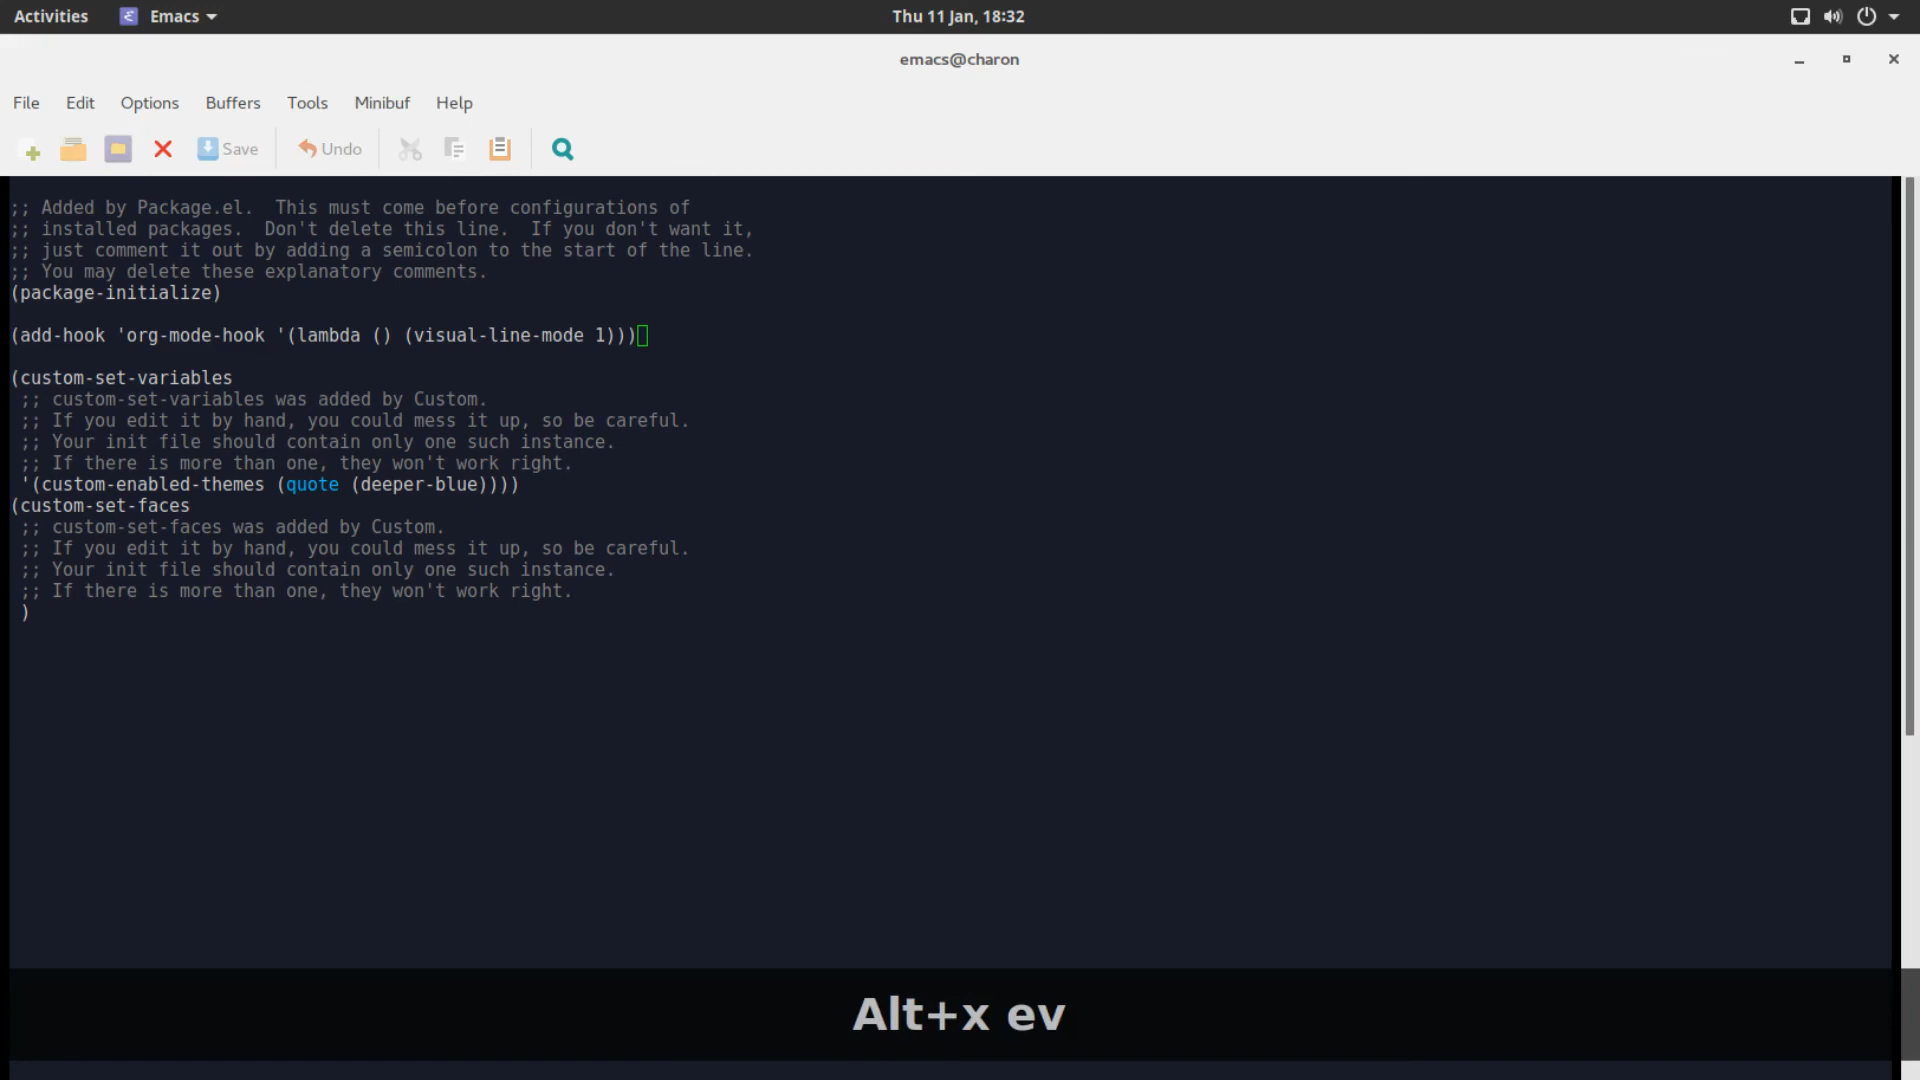 Activities Emacs Thu 11 Jan, 18:32
emacs@charon
File Edit Options Buffers Tools Minibuf Help
Save Undo
;; Added by Package.el.  This must come before configurations of
;; installed packages.  Don't delete this line.  If you don't want it,
;; just comment it out by adding a semicolon to the start of the line.
;; You may delete these explanatory comments.
(package-initialize)
(add-hook 'org-mode-hook '(lambda () (visual-line-mode 1)))
(custom-set-variables
;; custom-set-variables was added by Custom.
;; If you edit it by hand, you could mess it up, so be careful.
;; Your init file should contain only one such instance.
;; If there is more than one, they won't work right.
'(custom-enabled-themes (quote (deeper-blue))))
(custom-set-faces
;; custom-set-faces was added by Custom.
;; If you edit it by hand, you could mess it up, so be careful.
;; Your init file should contain only one such instance.
;; If there is more than one, they won't work right.
)
Alt+x ev